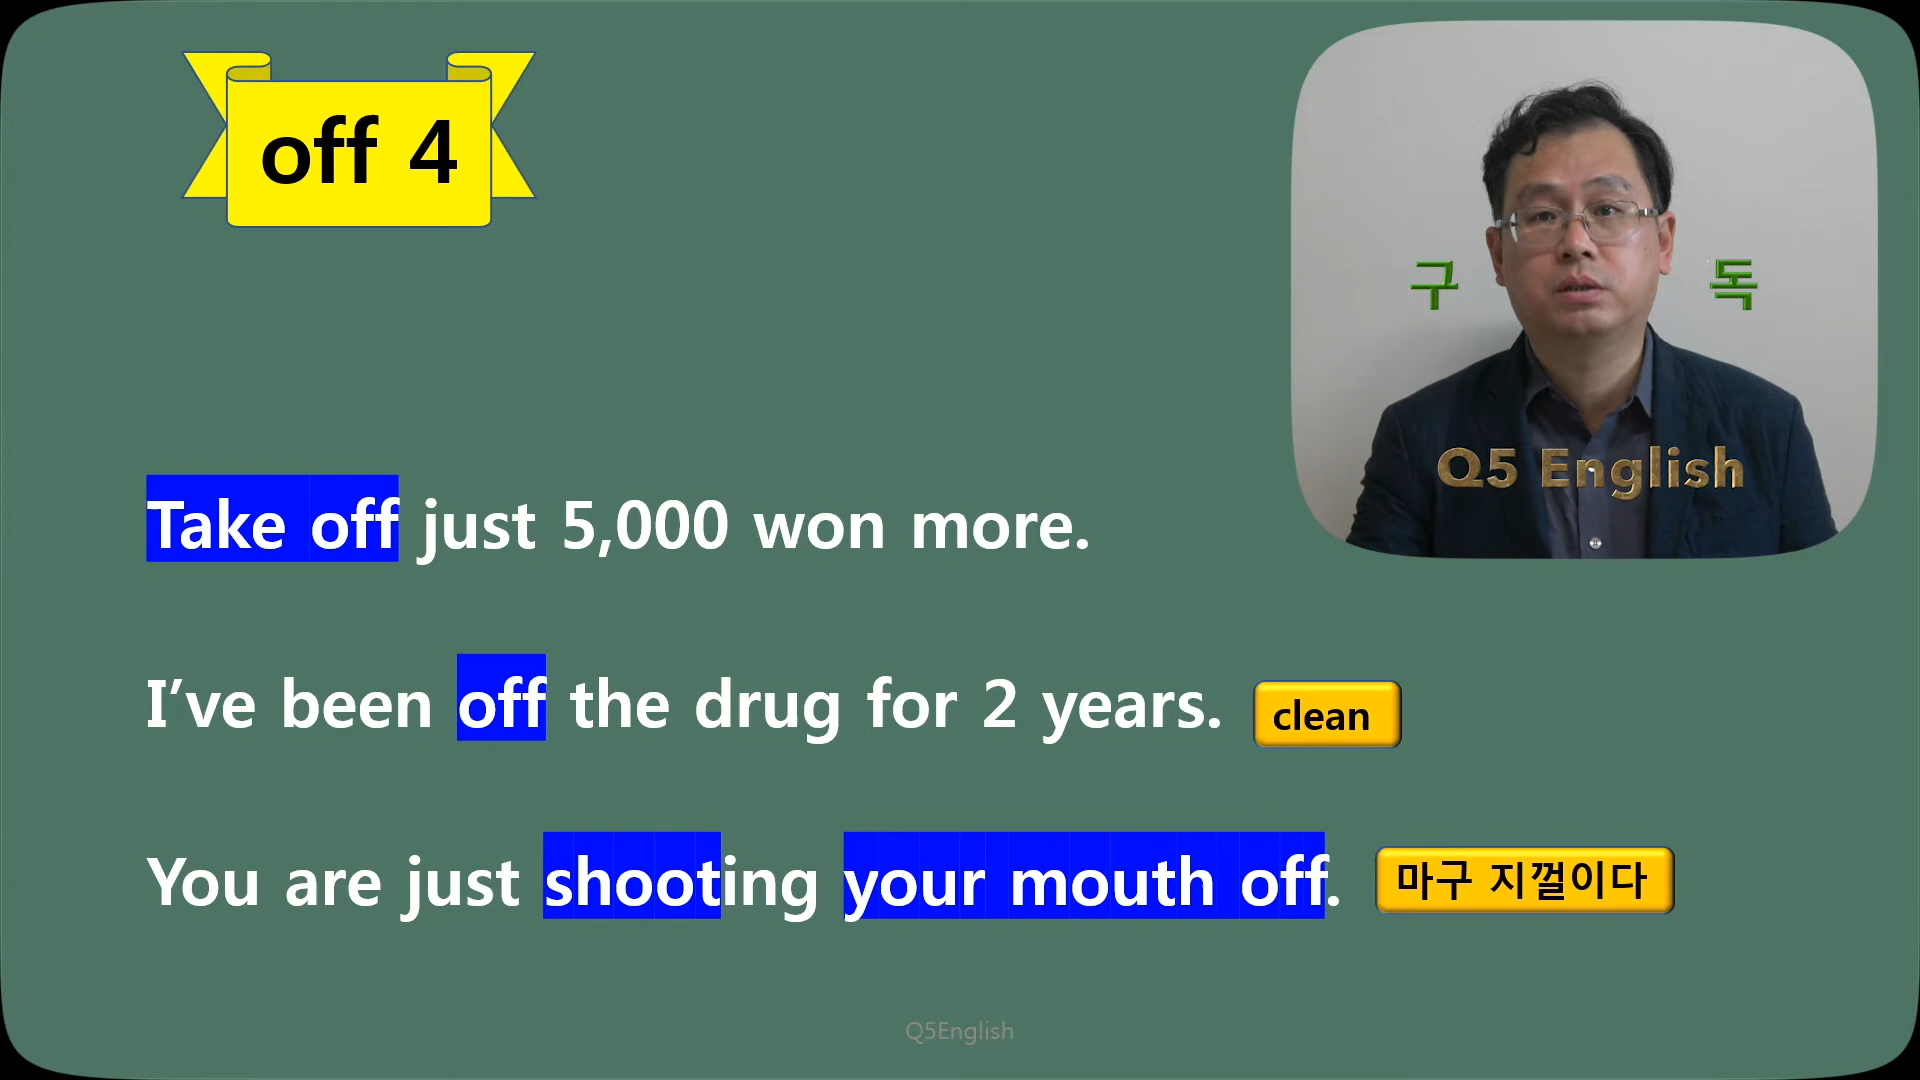 off 4
구 독
Q5 English
Take off just 5,000 won more.
I’ve been off the drug for 2 years.
clean
You are just shooting your mouth off.
마구 지껄이다
Q5English